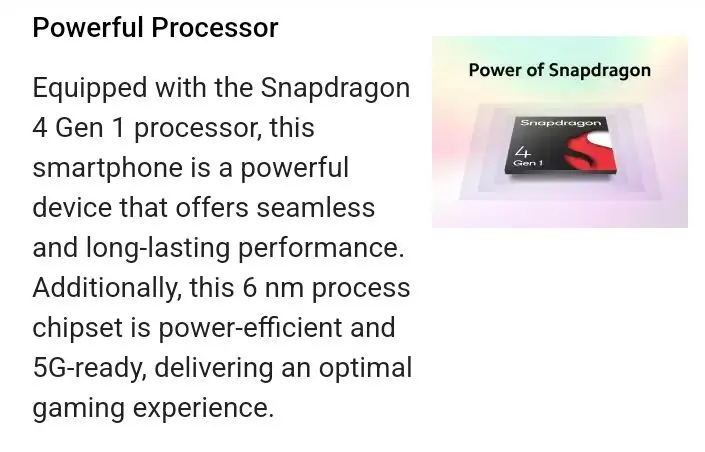 Powerful Processor
Equipped with the Snapdragon
4 Gen 1 processor, this
smartphone is a powerful
device that offers seamless
and long-lasting performance.
Additionally, this 6 nm process
chipset is power-efficient and
5G-ready, delivering an optimal
gaming experience.
Power of Snapdragon
Snapdragon
4
Gen 1